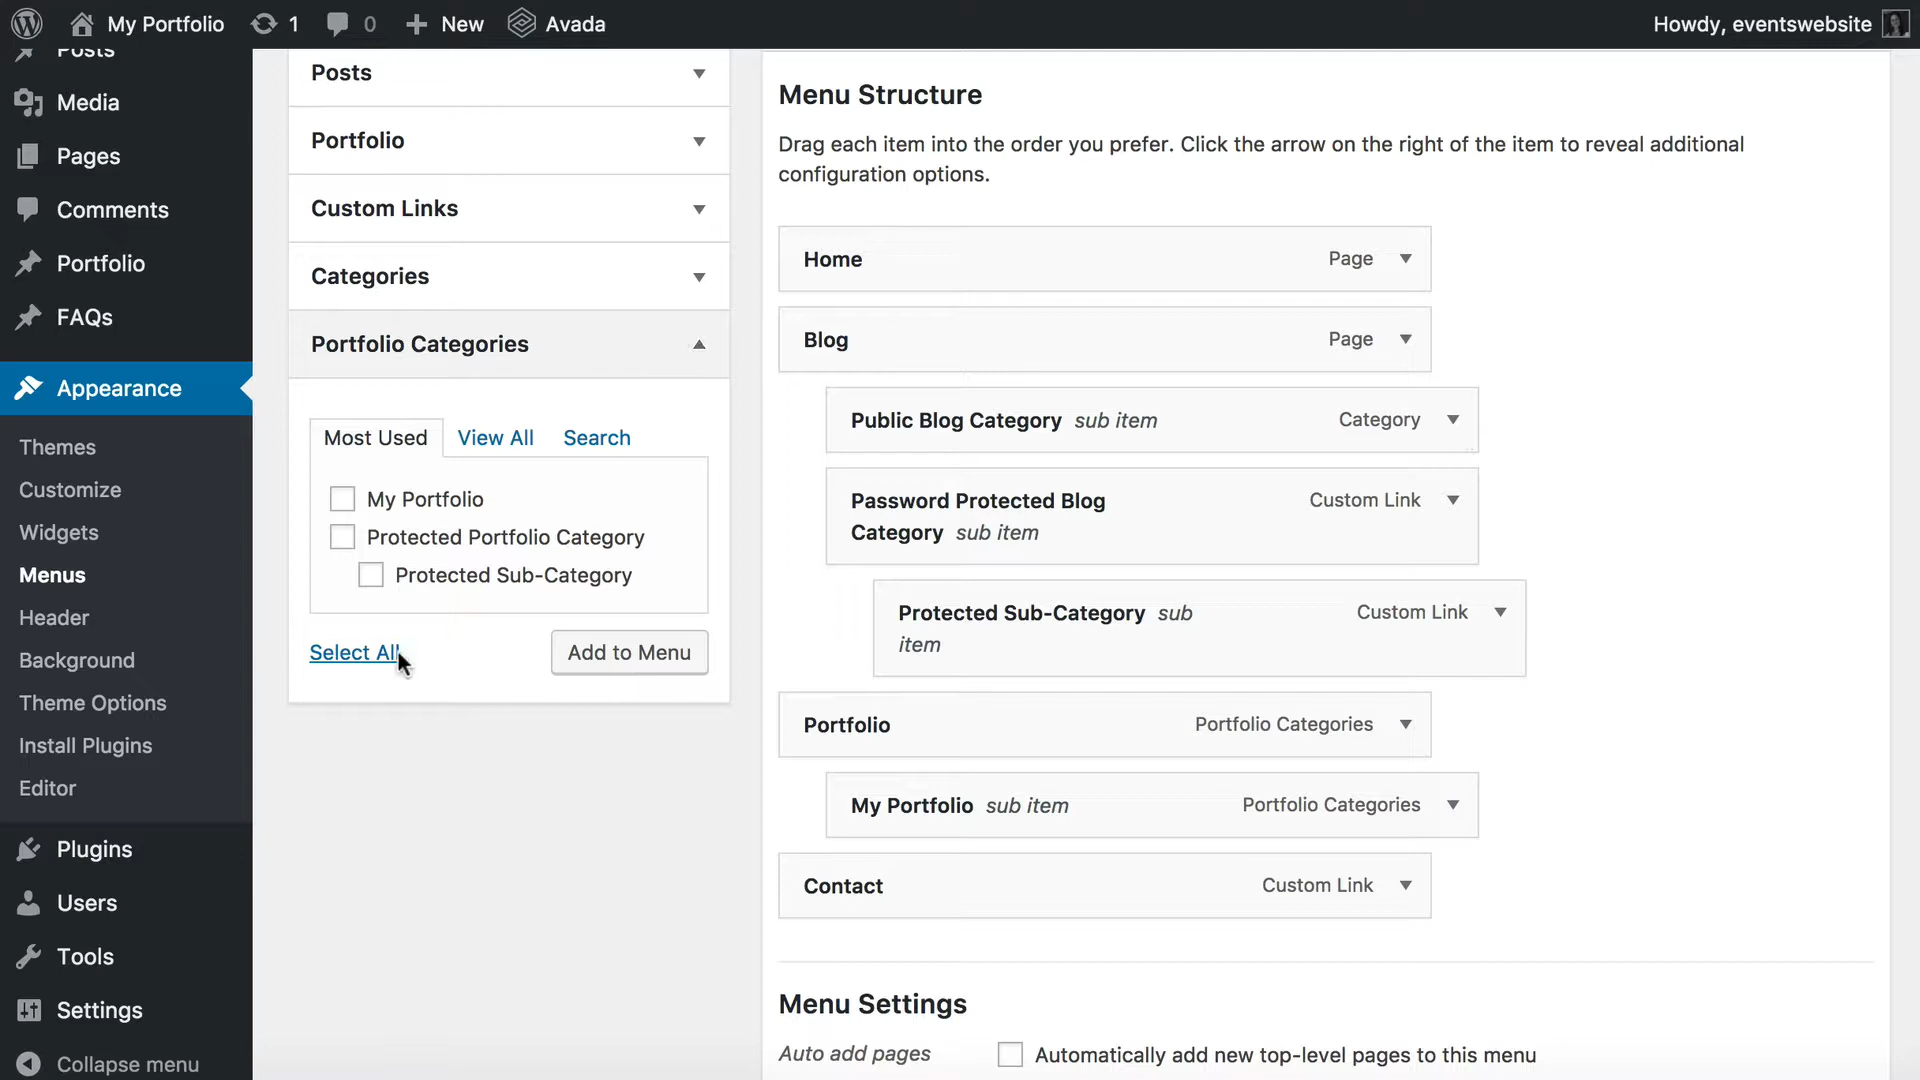 My Portfolio
1
0
New
Avada
Howdy, eventswebsite
Posts
Media
Pages
Comments
Portfolio
FAQs
Appearance
Themes
Customize
Widgets
Menus
Header
Background
Theme Options
Install Plugins
Editor
Plugins
Users
Tools
Settings
Collapse menu
Posts
Portfolio
Custom Links
Categories
Portfolio Categories
Most Used
View All
Search
My Portfolio
Protected Portfolio Category
Protected Sub-Category
Select All
Add to Menu
Menu Structure
Drag each item into the order you prefer. Click the arrow on the right of the item to reveal additional
configuration options.
Home Page
Blog Page
Public Blog Category sub item Category
Password Protected Blog Custom Link
Category sub item
Protected Sub-Category sub Custom Link
item
Portfolio Portfolio Categories
My Portfolio sub item Portfolio Categories
Contact Custom Link
Menu Settings
Auto add pages Automatically add new top-level pages to this menu